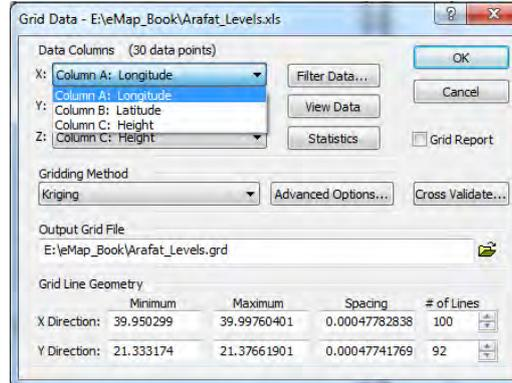 Grid Data - E:\eMap_Book\Arafat_Levels.xls
Data Columns (30 data points)
OK
X: Column A: Longitude
Filter Data...
Cancel
Column A: Longitude
Y: Column B: Latitude
View Data
Column C: Height
Z: Column C: Height
Statistics
Grid Report
Gridding Method
Kriging
Advanced Options...
Cross Validate...
Output Grid File
E:\eMap_Book\Arafat_Levels.grd
Grid Line Geometry
Minimum Maximum Spacing # of Lines
X Direction: 39.950299 39.99760401 0.00047782838 100
Y Direction: 21.333174 21.37661901 0.00047741769 92